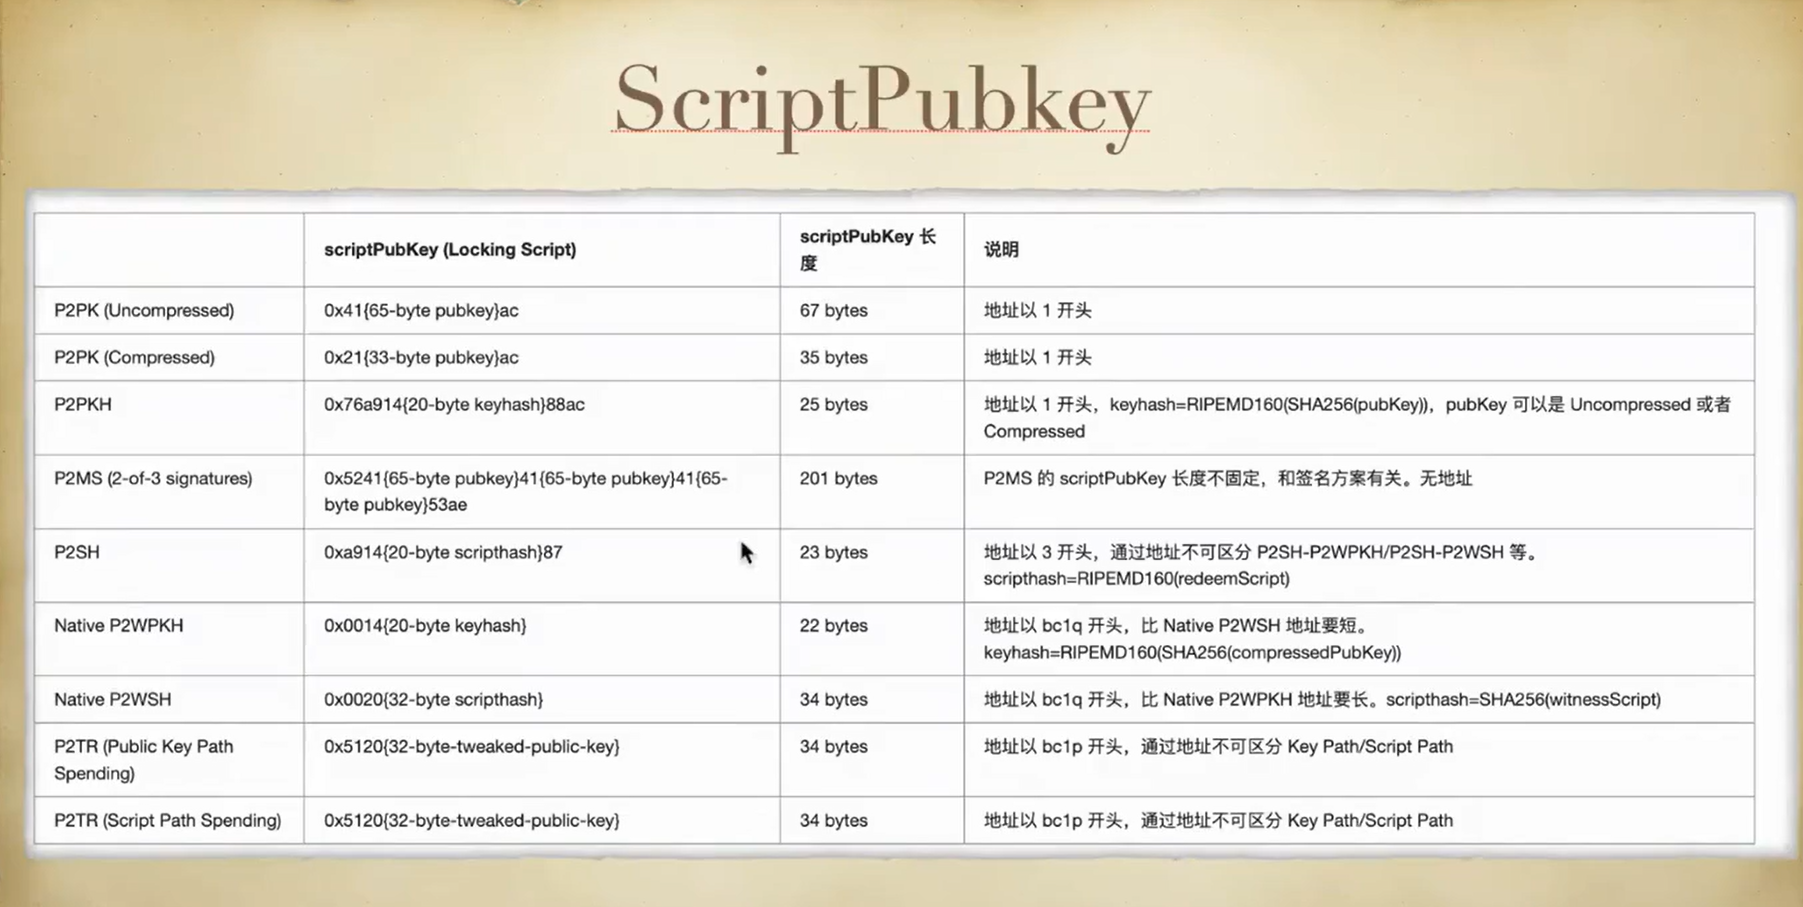 ScriptPubkey
scriptPubKey (Locking Script)
scriptPubKey 长
度
说明
P2PK (Uncompressed)
0x41{65-byte pubkey}ac
67 bytes
地址以 1 开头
P2PK (Compressed)
0x21{33-byte pubkey}ac
35 bytes
地址以 1 开头
P2PKH
0x76a914{20-byte keyhash}88ac
25 bytes
地址以 1 开头，keyhash=RIPEMD160(SHA256(pubKey))，pubKey 可以是 Uncompressed 或者
Compressed
P2MS (2-of-3 signatures)
0x5241{65-byte pubkey}41{65-byte pubkey}41{65-
byte pubkey}53ae
201 bytes
P2MS 的 scriptPubKey 长度不固定，和签名方案有关。无地址
P2SH
0xa914{20-byte scripthash}87
23 bytes
地址以 3 开头，通过地址不可区分 P2SH-P2WPKH/P2SH-P2WSH 等。
scripthash=RIPEMD160(redeemScript)
Native P2WPKH
0x0014{20-byte keyhash}
22 bytes
地址以 bc1q 开头，比 Native P2WSH 地址要短。
keyhash=RIPEMD160(SHA256(compressedPubKey))
Native P2WSH
0x0020{32-byte scripthash}
34 bytes
地址以 bc1q 开头，比 Native P2WPKH 地址要长。scripthash=SHA256(witnessScript)
P2TR (Public Key Path
Spending)
0x5120{32-byte-tweaked-public-key}
34 bytes
地址以 bc1p 开头，通过地址不可区分 Key Path/Script Path
P2TR (Script Path Spending)
0x5120{32-byte-tweaked-public-key}
34 bytes
地址以 bc1p 开头，通过地址不可区分 Key Path/Script Path